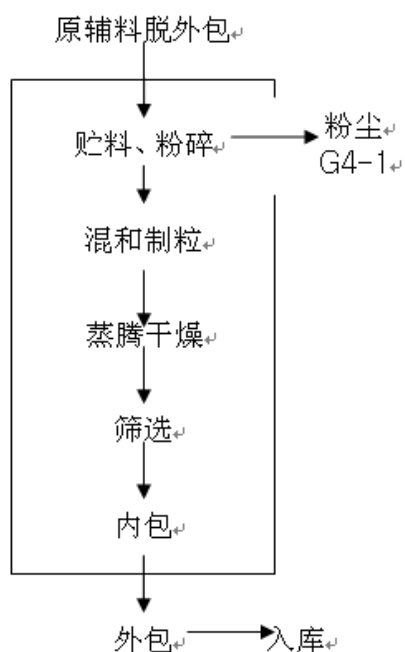 原辅料脱外包
贮料、粉碎
粉尘
G4-1
混和制粒
蒸腾干燥
筛选
内包
外包
入库